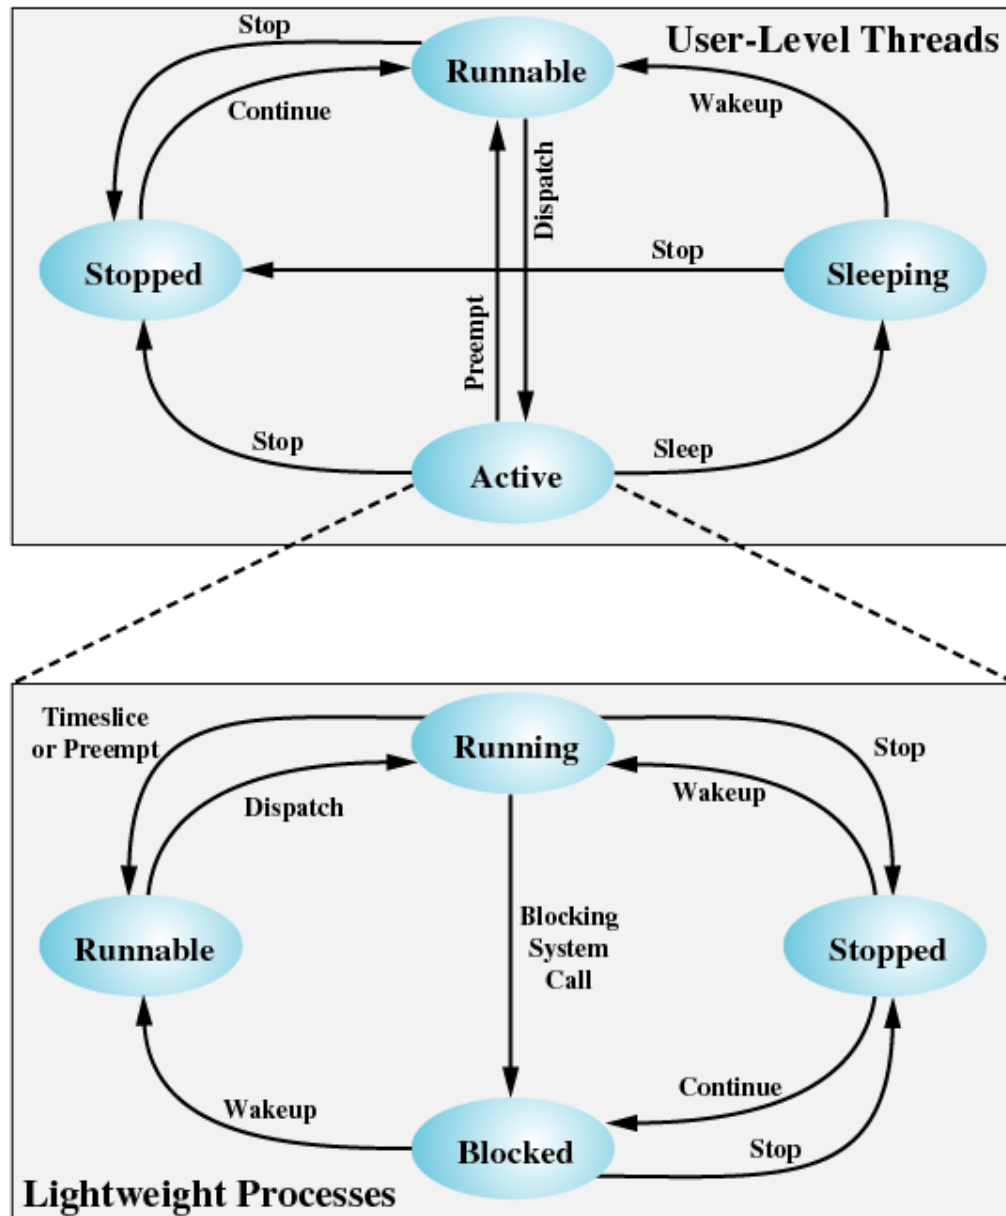 User-Level Threads
Stop
Runnable
Continue
Wakeup
Dispatch
Stopped
Stop
Sleeping
Preempt
Stop
Sleep
Active
Timeslice
or Preempt
Running
Stop
Dispatch
Wakeup
Runnable
Blocking
System
Call
Stopped
Continue
Wakeup
Blocked
Stop
Lightweight Processes